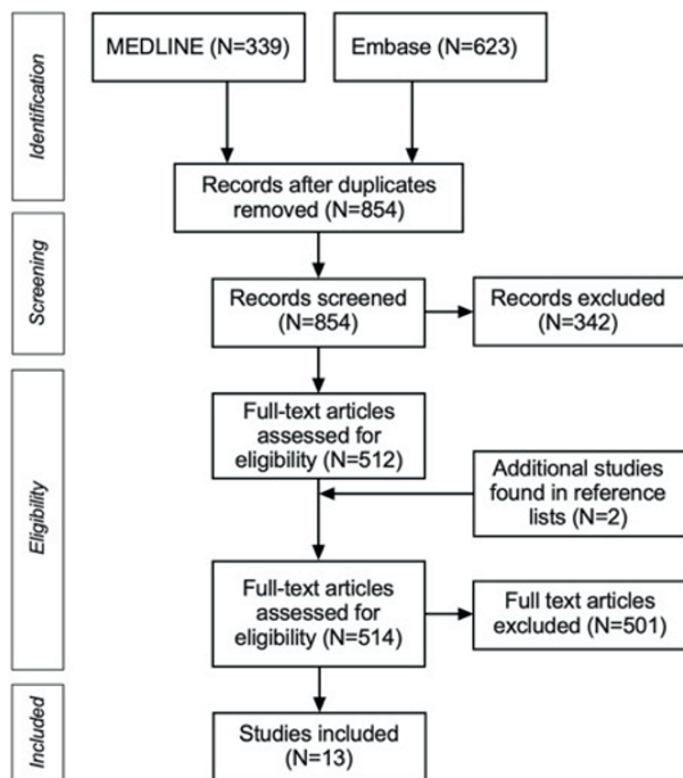 Identification
MEDLINE (N=339)
Embase (N=623)
Records after duplicates
removed (N=854)
Screening
Records screened
(N=854)
Records excluded
(N=342)
Eligibility
Full-text articles
assessed for
eligibility (N=512)
Additional studies
found in reference
lists (N=2)
Full-text articles
assessed for
eligibility (N=514)
Full text articles
excluded (N=501)
Included
Studies included
(N=13)